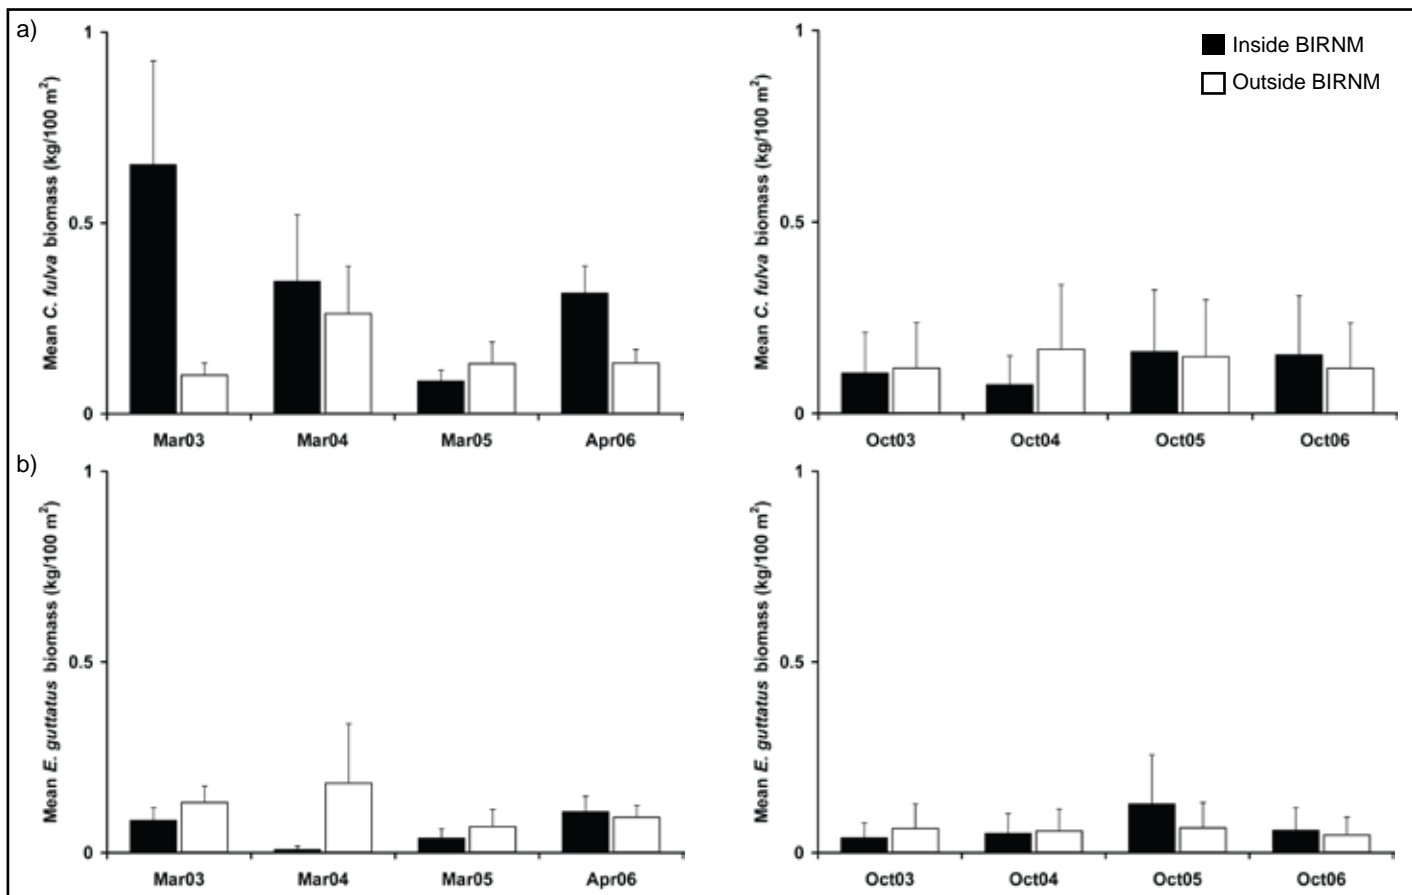 a)
Mean C. fulva biomass (kg/100 m²)
1
0.5
0
Mar03 Mar04 Mar05 Apr06
Mean C. fulva biomass (kg/100 m²)
1
0.5
0
Oct03 Oct04 Oct05 Oct06
Inside BIRNM
Outside BIRNM
b)
Mean E. guttatus biomass (kg/100 m²)
1
0.5
0
Mar03 Mar04 Mar05 Apr06
Mean E. guttatus biomass (kg/100 m²)
1
0.5
0
Oct03 Oct04 Oct05 Oct06